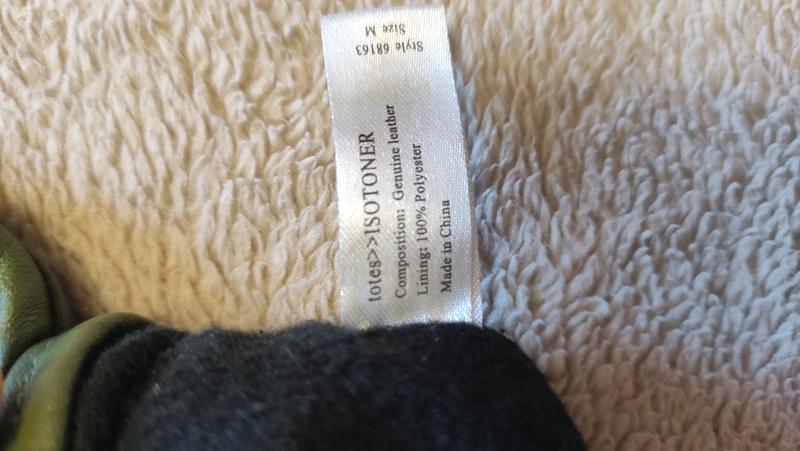 totes>>ISOTONER
Composition: Genuine leather
Lining: 100% Polyester
Made in China
Style 68163
Size M